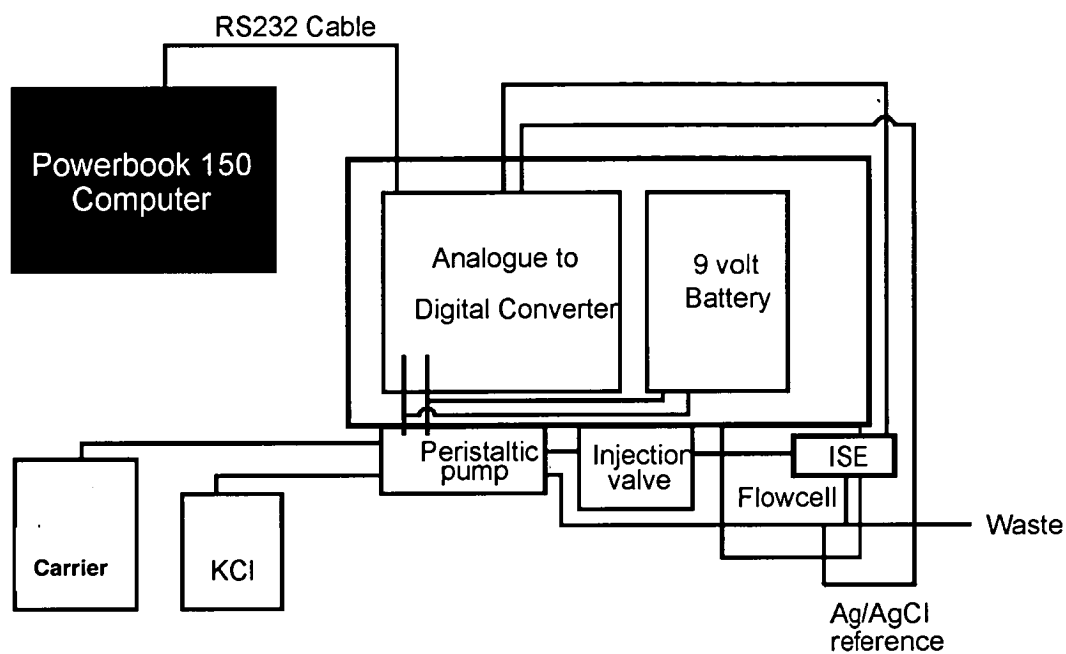 RS232 Cable
Powerbook 150
Computer
Analogue to
Digital Converter
9 volt
Battery
Peristaltic
pump
Injection
valve
ISE
Flowcell
Waste
Carrier
KCl
Ag/AgCl
reference